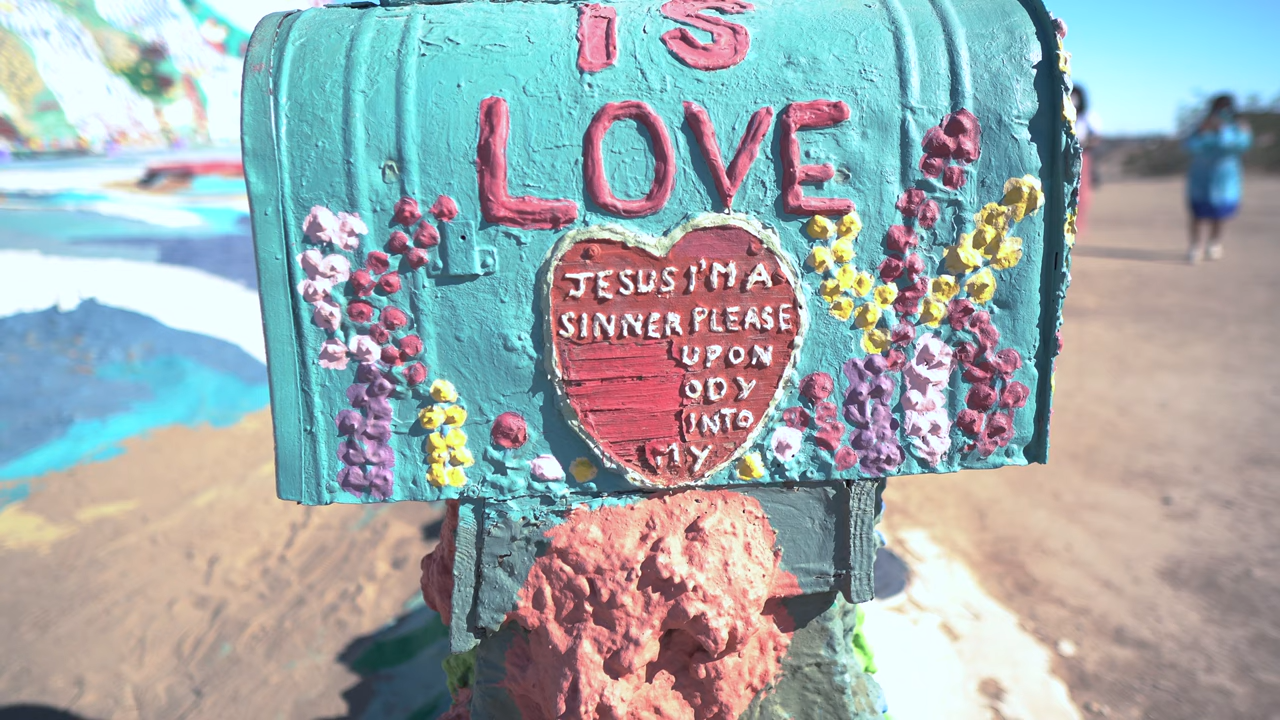 IS
LOVE
JESUS I'M A
SINNER PLEASE
UPON
ODY
INTO
MY